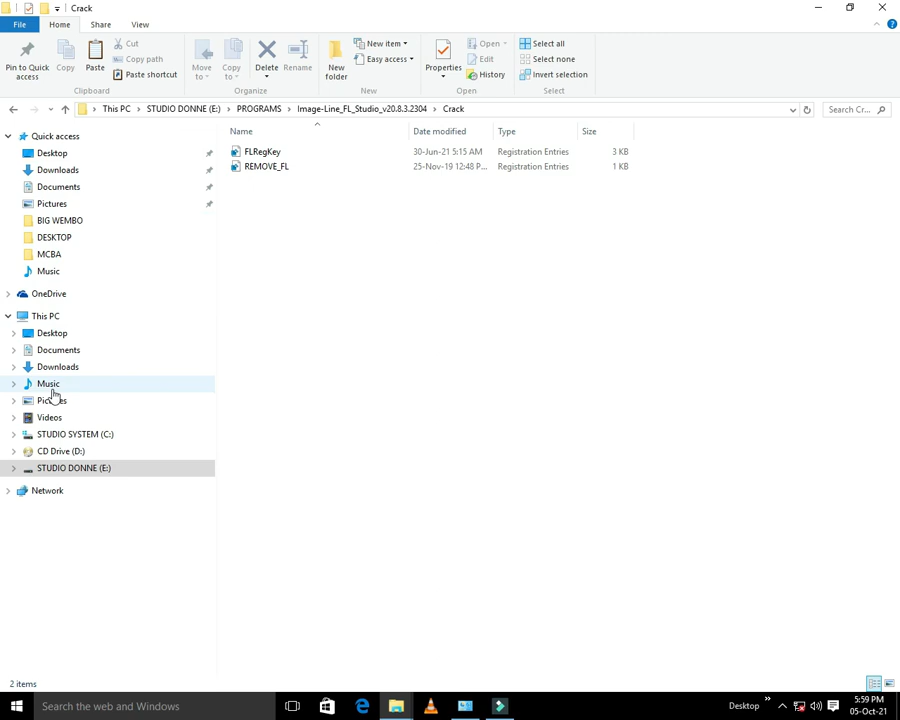 Crack
File Home Share View
Pin to Quick access
Copy
Paste
Cut
Copy path
Paste shortcut
Clipboard
Move to
Copy to
Delete
Rename
Organize
New folder
New item
Easy access
New
Properties
Open
Edit
History
Open
Select all
Select none
Invert selection
Select
This PC > STUDIO DONNE (E:) > PROGRAMS > Image-Line_FL_Studio_v20.8.3.2304 > Crack
Search Cr...
Name Date modified Type Size
FLRegKey 30-Jun-21 5:15 AM Registration Entries 3 KB
REMOVE_FL 25-Nov-19 12:48 P... Registration Entries 1 KB
Quick access
Desktop
Downloads
Documents
Pictures
BIG WEMBO
DESKTOP
MCBA
Music
OneDrive
This PC
Desktop
Documents
Downloads
Music
Pictures
Videos
STUDIO SYSTEM (C:)
CD Drive (D:)
STUDIO DONNE (E:)
Network
2 items
Search the web and Windows
Desktop
5:59 PM
05-Oct-21